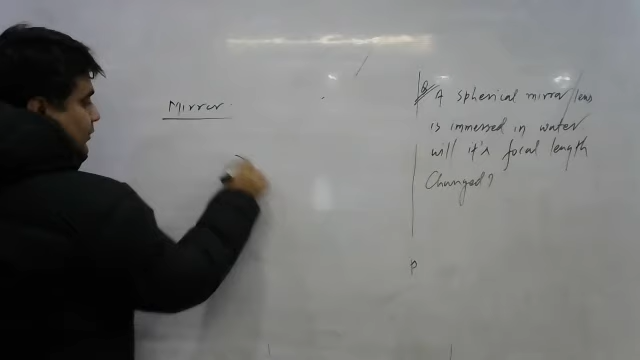 Mirror
Q A spherical mirror/lens
is immersed in water
will it's focal length
Changed?
P